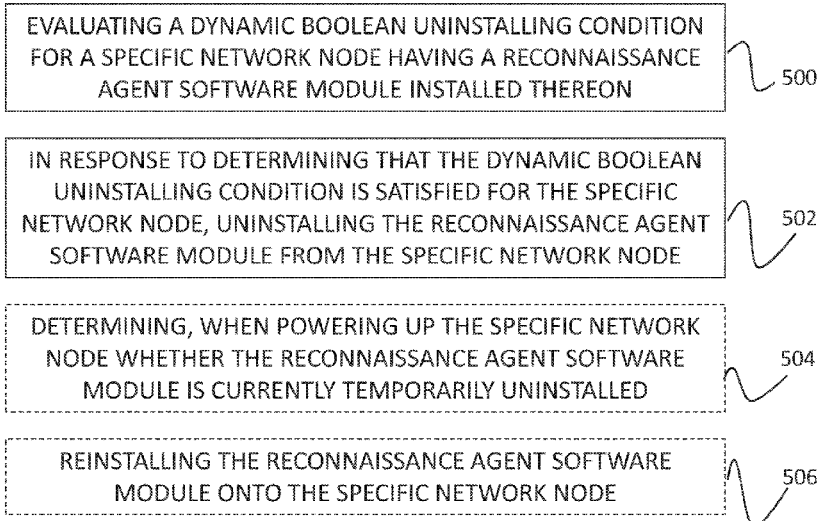 EVALUATING A DYNAMIC BOOLEAN UNINSTALLING CONDITION
FOR A SPECIFIC NETWORK NODE HAVING A RECONNAISSANCE
AGENT SOFTWARE MODULE INSTALLED THEREON
500
IN RESPONSE TO DETERMINING THAT THE DYNAMIC BOOLEAN
UNINSTALLING CONDITION IS SATISFIED FOR THE SPECIFIC
NETWORK NODE, UNINSTALLING THE RECONNAISSANCE AGENT
SOFTWARE MODULE FROM THE SPECIFIC NETWORK NODE
502
DETERMINING, WHEN POWERING UP THE SPECIFIC NETWORK
NODE WHETHER THE RECONNAISSANCE AGENT SOFTWARE
MODULE IS CURRENTLY TEMPORARILY UNINSTALLED
504
REINSTALLING THE RECONNAISSANCE AGENT SOFTWARE
MODULE ONTO THE SPECIFIC NETWORK NODE
506